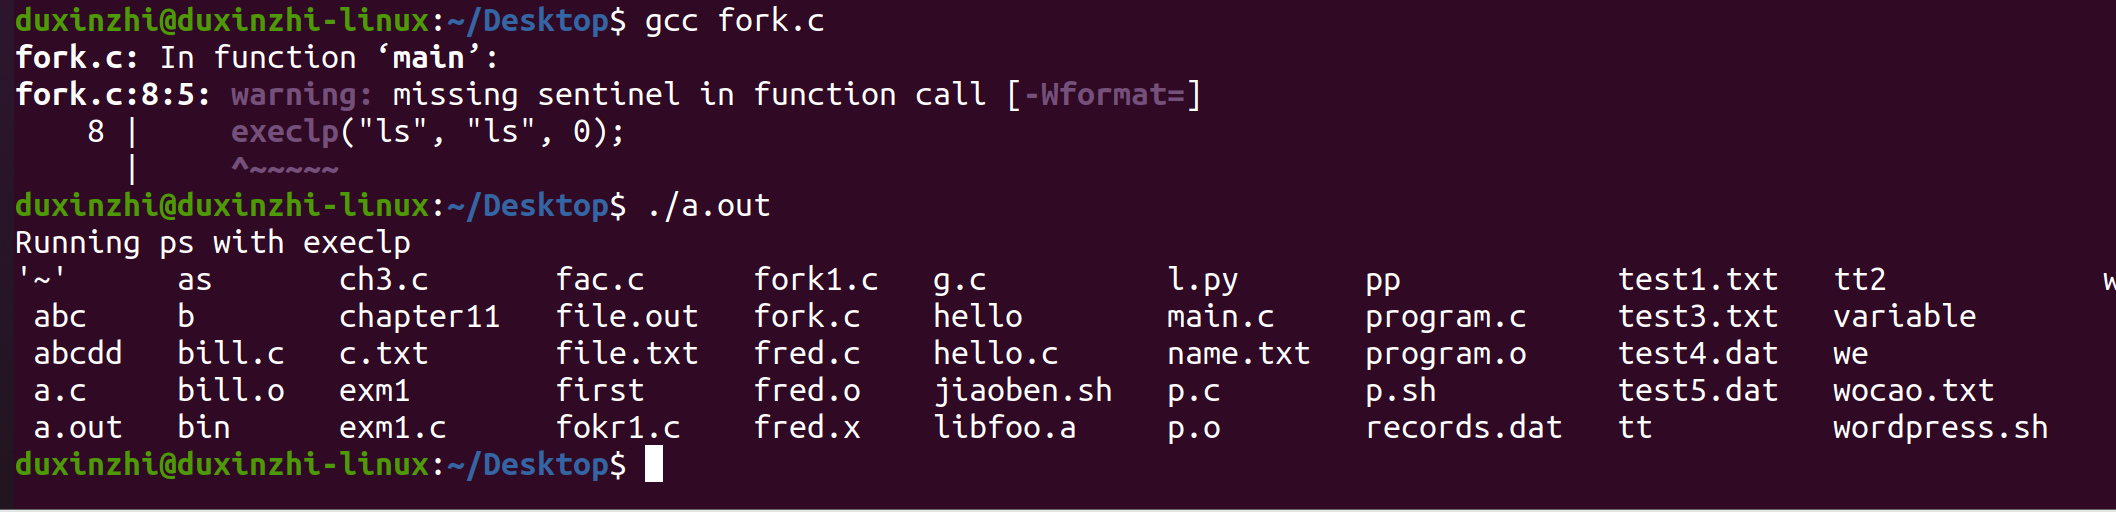 duxinzhi@duxinzhi-linux:~/Desktop$ gcc fork.c
fork.c: In function ‘main’:
fork.c:8:5: warning: missing sentinel in function call [-Wformat=]
    8 |     execlp("ls", "ls", 0);
      |     ^~~~~~
duxinzhi@duxinzhi-linux:~/Desktop$ ./a.out
Running ps with execlp
'~'      as       ch3.c       fac.c      fork1.c   g.c          l.py       pp            test1.txt   tt2
 abc     b        chapter11   file.out   fork.c    hello        main.c     program.c     test3.txt   variable
 abcdd   bill.c   c.txt       file.txt   fred.c    hello.c      name.txt   program.o     test4.dat   we
 a.c     bill.o   exm1        first      fred.o    jiaoben.sh   p.c        p.sh          test5.dat   wocao.txt
 a.out   bin      exm1.c      fokr1.c    fred.x    libfoo.a     p.o        records.dat   tt          wordpress.sh
duxinzhi@duxinzhi-linux:~/Desktop$